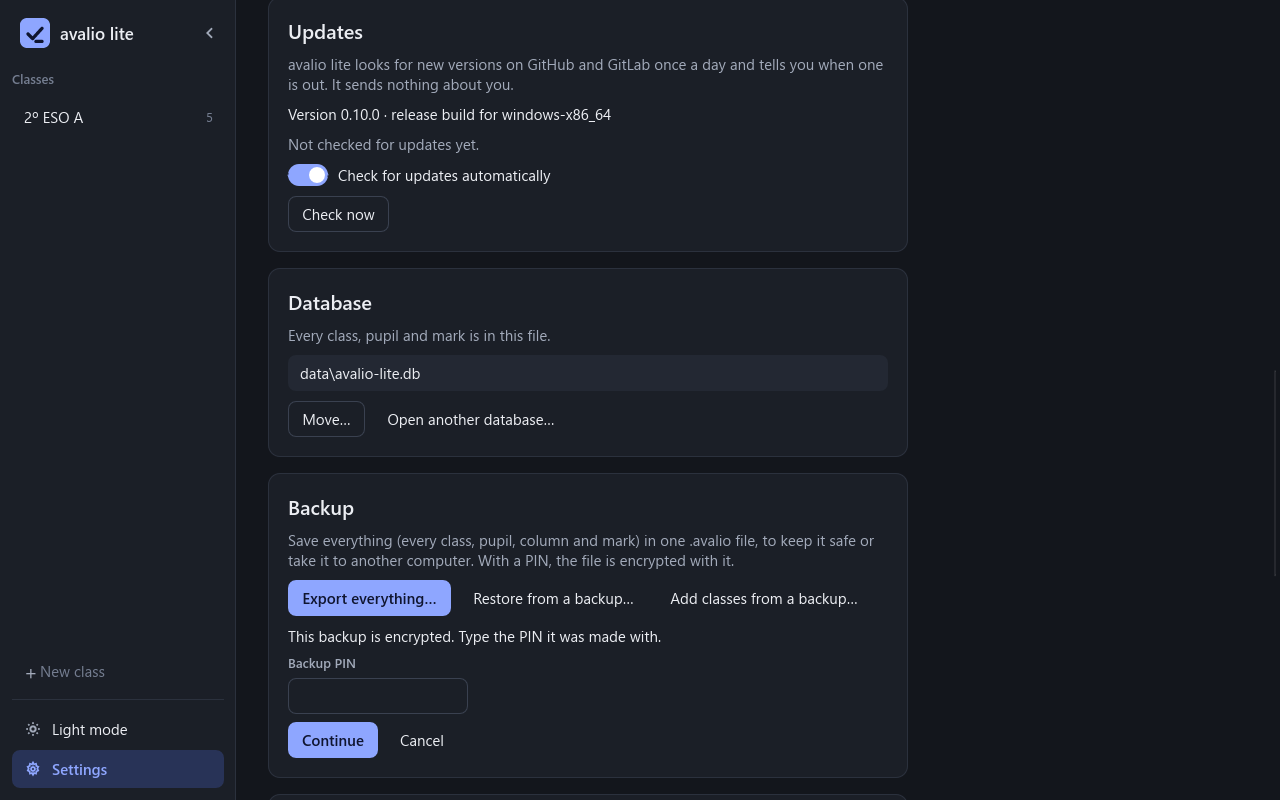 avalio lite
Classes
2º ESO A 5
+ New class
Light mode
Settings
Updates
avalio lite looks for new versions on GitHub and GitLab once a day and tells you when one
is out. It sends nothing about you.
Version 0.10.0 · release build for windows-x86_64
Not checked for updates yet.
Check for updates automatically
Check now
Database
Every class, pupil and mark is in this file.
data\avalio-lite.db
Move... Open another database...
Backup
Save everything (every class, pupil, column and mark) in one .avalio file, to keep it safe or
take it to another computer. With a PIN, the file is encrypted with it.
Export everything... Restore from a backup... Add classes from a backup...
This backup is encrypted. Type the PIN it was made with.
Backup PIN
Continue Cancel